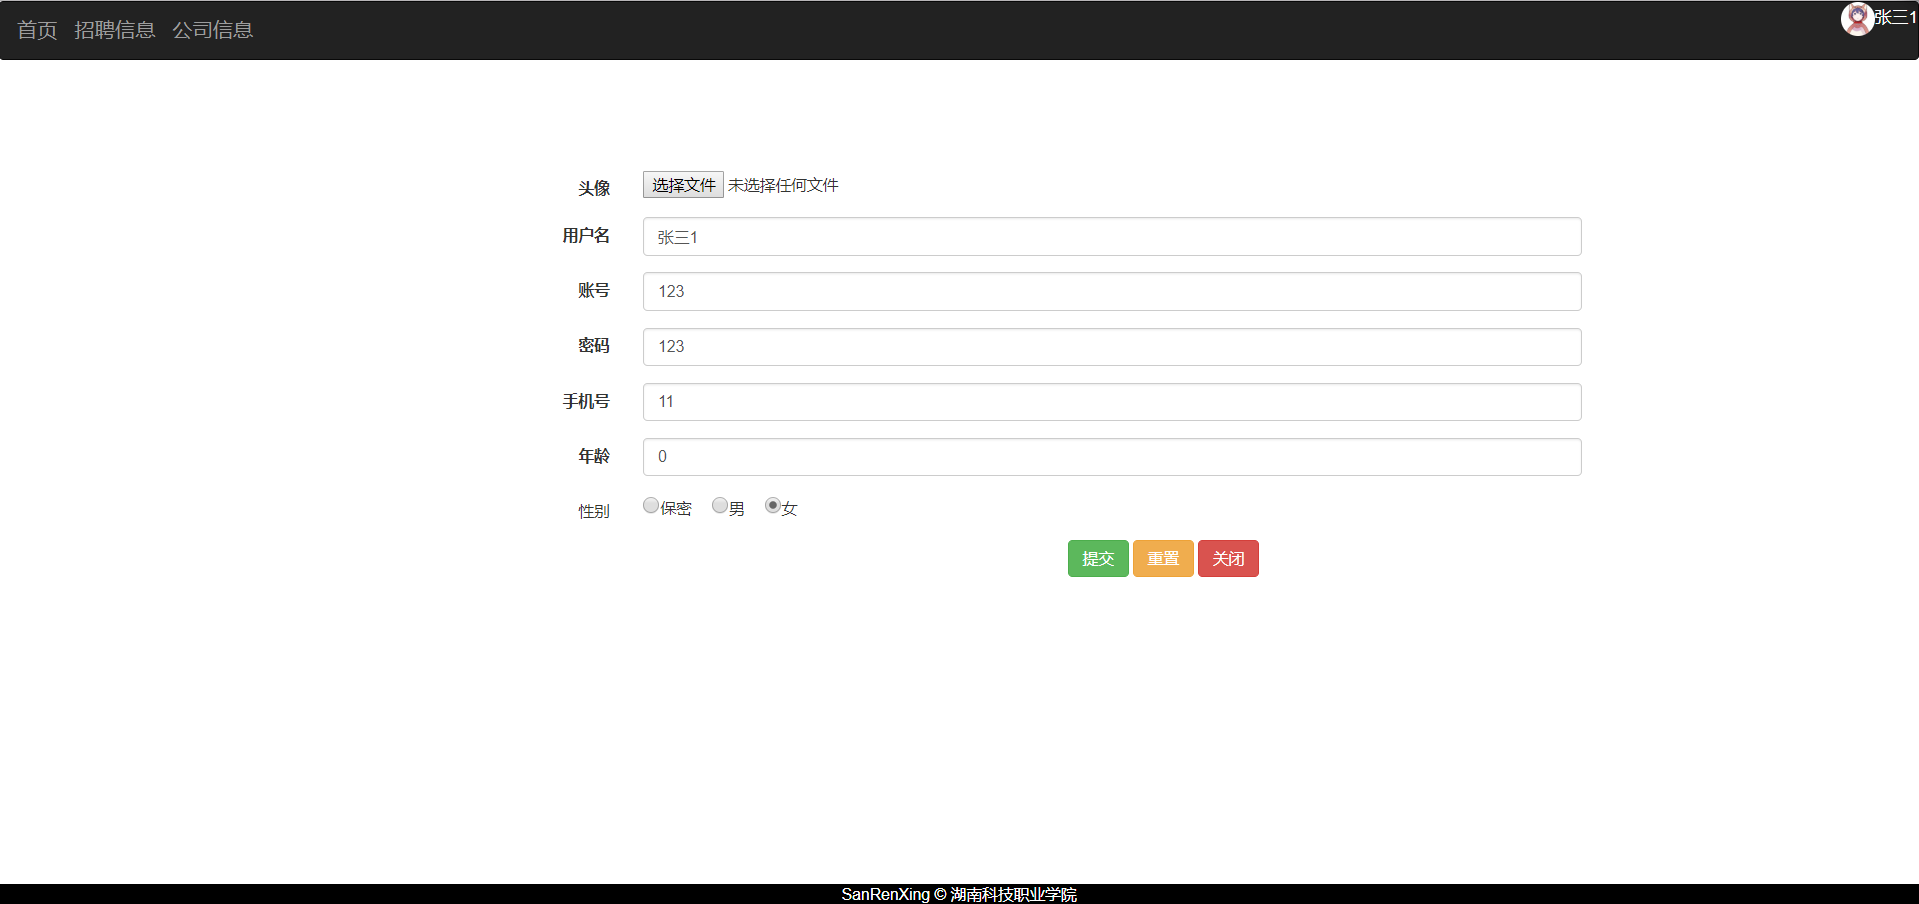 首页 招聘信息 公司信息 张三1
头像 选择文件 未选择任何文件
用户名 张三1
账号 123
密码 123
手机号 11
年龄 0
性别 保密 男 女
提交 重置 关闭
SanRenXing © 湖南科技职业学院